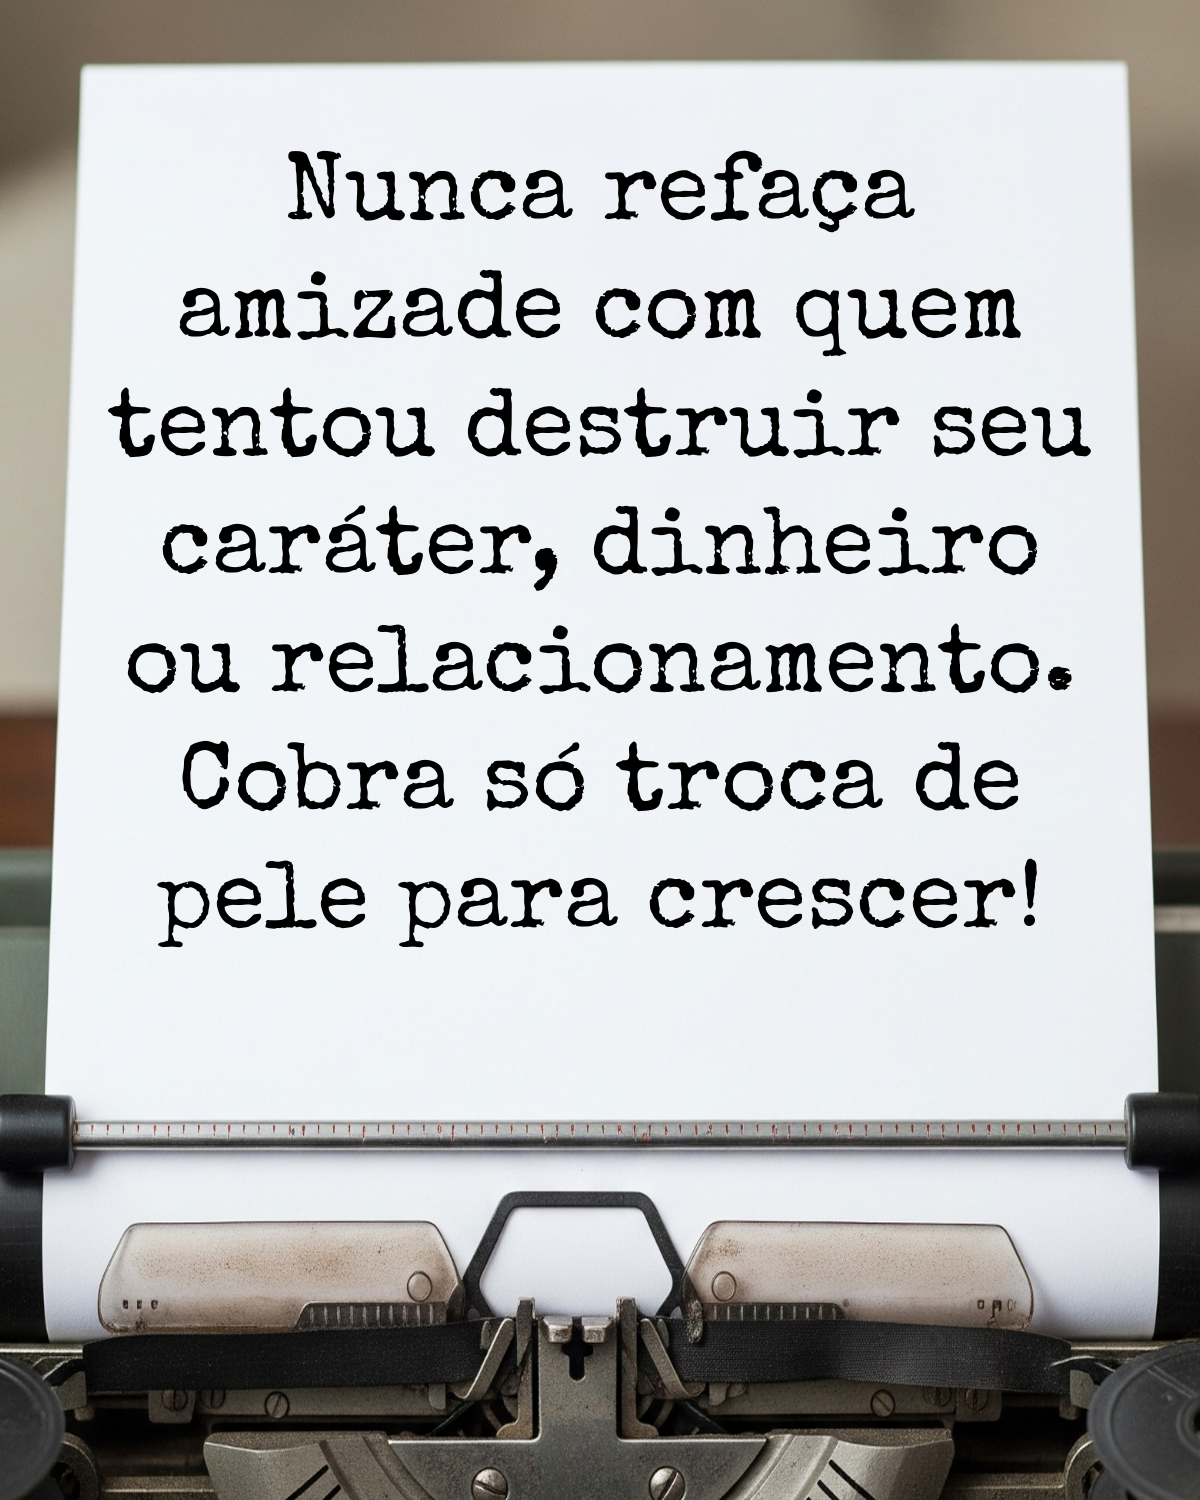 Nunca refaça
amizade com quem
tentou destruir seu
caráter, dinheiro
ou relacionamento.
Cobra só troca de
pele para crescer!